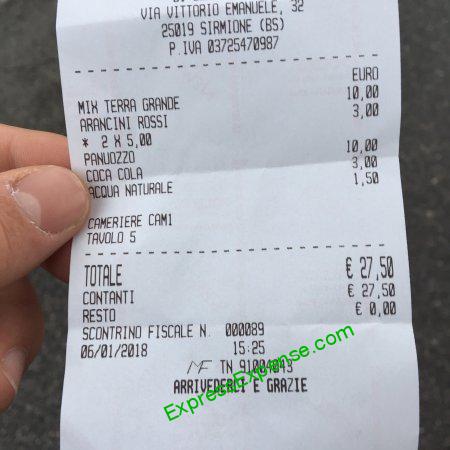 VIA VITTORIO EMANUELE, 32
25019 SIRMIONE (BS)
P.IVA 03725470987
EURO
MIX TERRA GRANDE 10,00
ARANCINI ROSSI 3,00
* 2 X 5,00
PANUOZZO 10,00
COCA COLA 3,00
ACQUA NATURALE 1,50
CAMERIERE CAM1
TAVOLO 5
TOTALE € 27,50
CONTANTI € 27,50
RESTO € 0,00
SCONTRINO FISCALE N. 000089
06/01/2018 15:25
MF TN 91004043
ARRIVEDERCI E GRAZIE
ExpressExpense.com